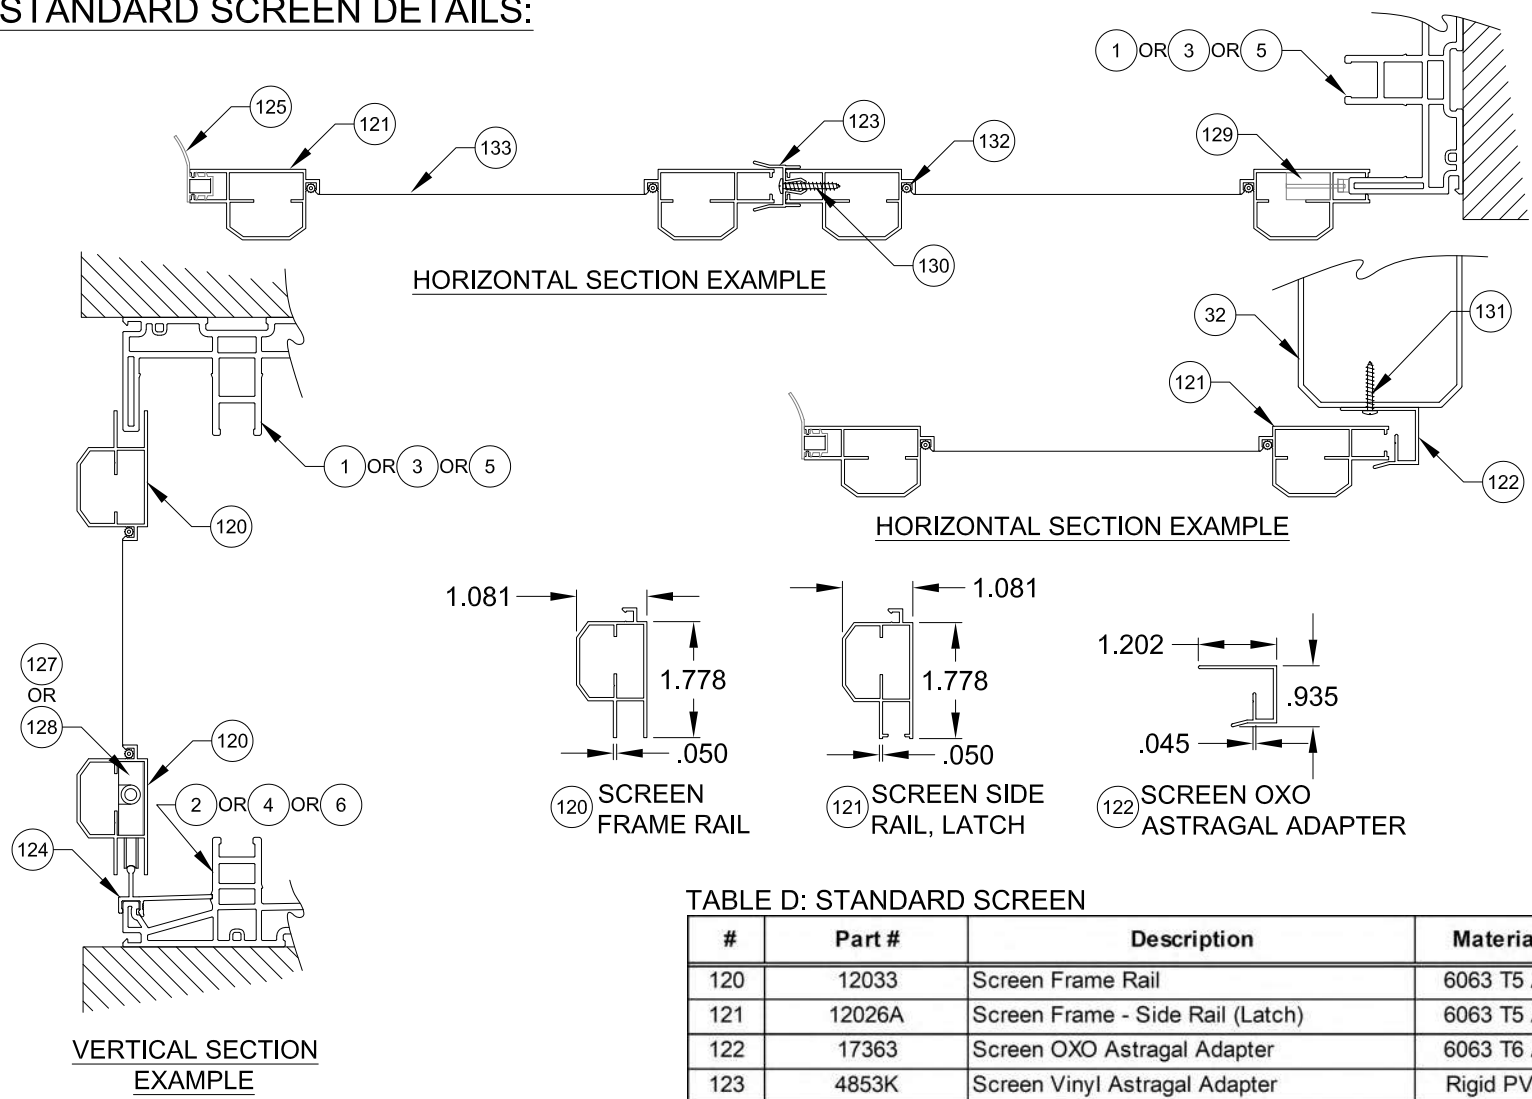 STANDARD SCREEN DETAILS:
1 OR 3 OR 5
125
121
133
123
132
129
130
HORIZONTAL SECTION EXAMPLE
32
131
121
122
HORIZONTAL SECTION EXAMPLE
1 OR 3 OR 5
120
127
OR
128
120
2 OR 4 OR 6
124
VERTICAL SECTION
EXAMPLE
1.081
1.778
.050
120 SCREEN
FRAME RAIL
1.081
1.778
.050
121 SCREEN SIDE
RAIL, LATCH
1.202
.935
.045
122 SCREEN OXO
ASTRAGAL ADAPTER
TABLE D: STANDARD SCREEN
# Part # Description Materia
120 12033 Screen Frame Rail 6063 T5
121 12026A Screen Frame - Side Rail (Latch) 6063 T5
122 17363 Screen OXO Astragal Adapter 6063 T6
123 4853K Screen Vinyl Astragal Adapter Rigid PV